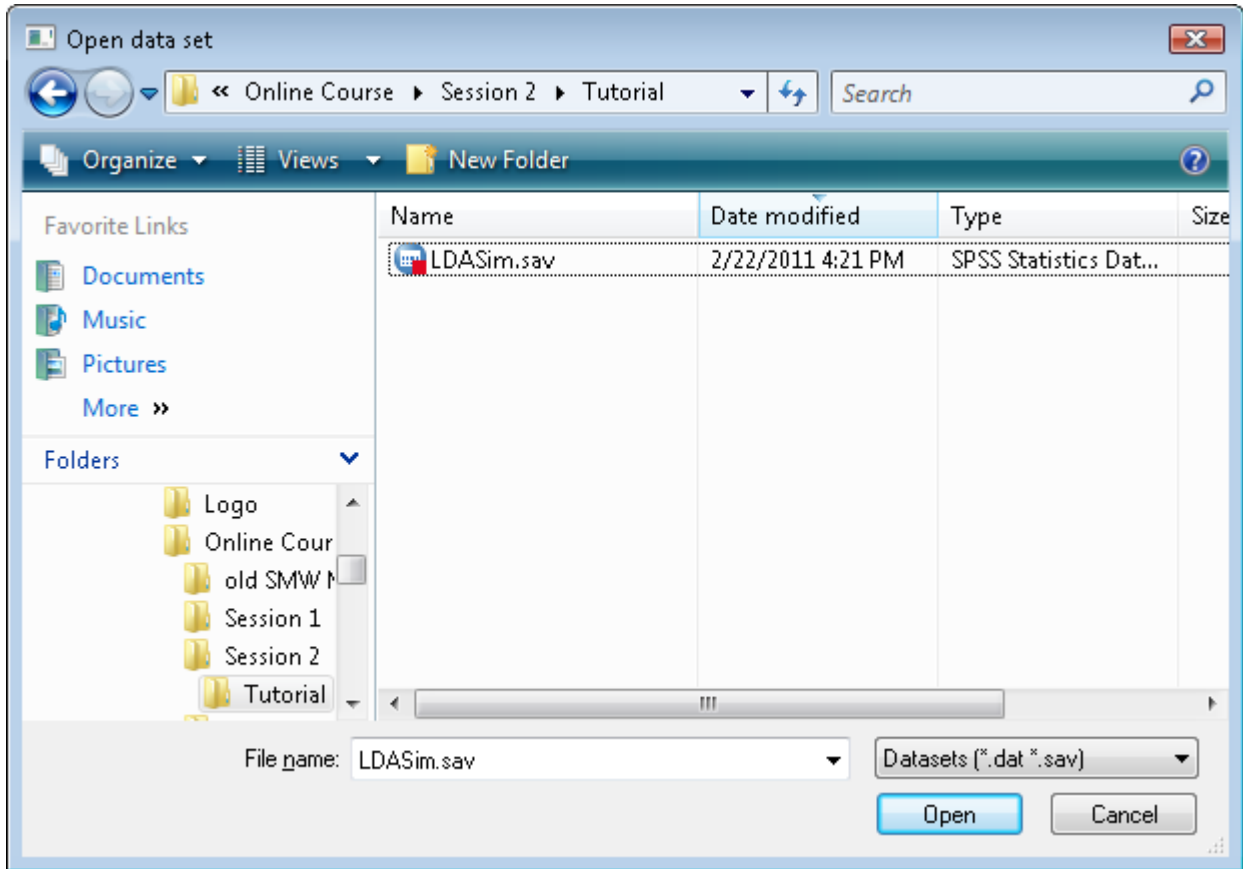 Open data set
« Online Course ▸ Session 2 ▸ Tutorial
Search
Organize
Views
New Folder
Favorite Links
Documents
Music
Pictures
More »
Folders
Logo
Online Cour
old SMW
Session 1
Session 2
Tutorial
Name Date modified Type Size
LDASim.sav 2/22/2011 4:21 PM SPSS Statistics Dat...
File name: LDASim.sav
Datasets (*.dat *.sav)
Open
Cancel